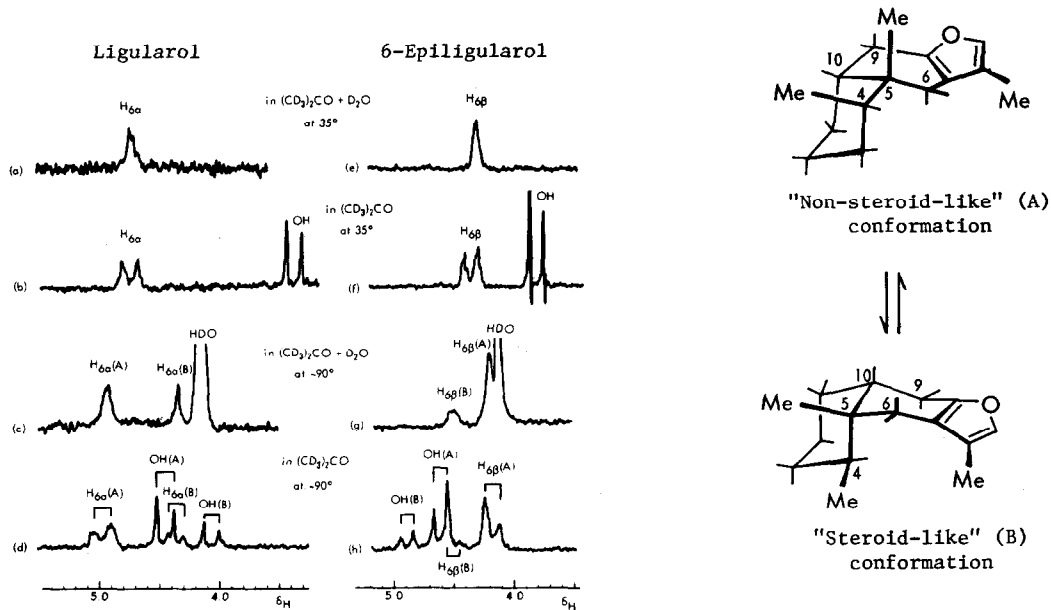 Ligularol
6-Epiligularol
H6α
in (CD3)2CO + D2O
at 35°
H6β
(a)
(e)
H6α
OH
in (CD3)2CO
at 35°
H6β
OH
(b)
(f)
H6α(A)
H6α(B)
HDO
in (CD3)2CO + D2O
at -90°
H6β(B)
H6β(A)
HDO
(c)
(g)
H6α(A)
OH(A)
H6α(B)
OH(B)
in (CD3)2CO
at -90°
OH(B)
OH(A)
H6β(B)
H6β(A)
(d)
(h)
5.0 4.0 δH
5.0 4.0 δH
Me
O
9
10
6
Me
4
5
Me
"Non-steroid-like" (A)
conformation
10
9
O
Me
5
6
4
Me
Me
"Steroid-like" (B)
conformation